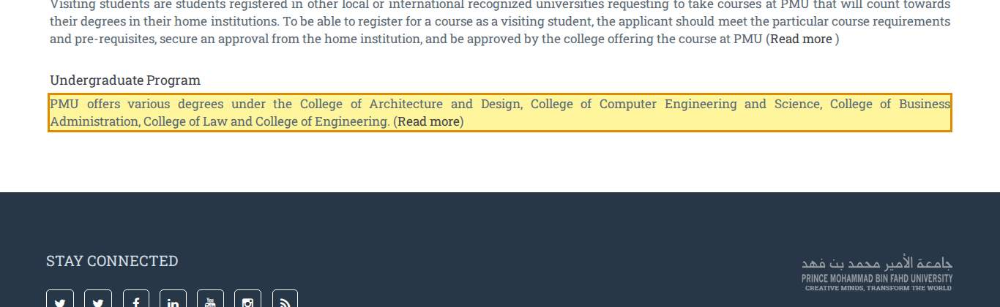 Visiting students are students registered in other local or international recognized universities requesting to take courses at PMU that will count towards
their degrees in their home institutions. To be able to register for a course as a visiting student, the applicant should meet the particular course requirements
and pre-requisites, secure an approval from the home institution, and be approved by the college offering the course at PMU (Read more )
Undergraduate Program
PMU offers various degrees under the College of Architecture and Design, College of Computer Engineering and Science, College of Business
Administration, College of Law and College of Engineering. (Read more)
STAY CONNECTED
جامعة الأمير محمد بن فهد
PRINCE MOHAMMAD BIN FAHD UNIVERSITY
CREATIVE MINDS, TRANSFORM THE WORLD
You